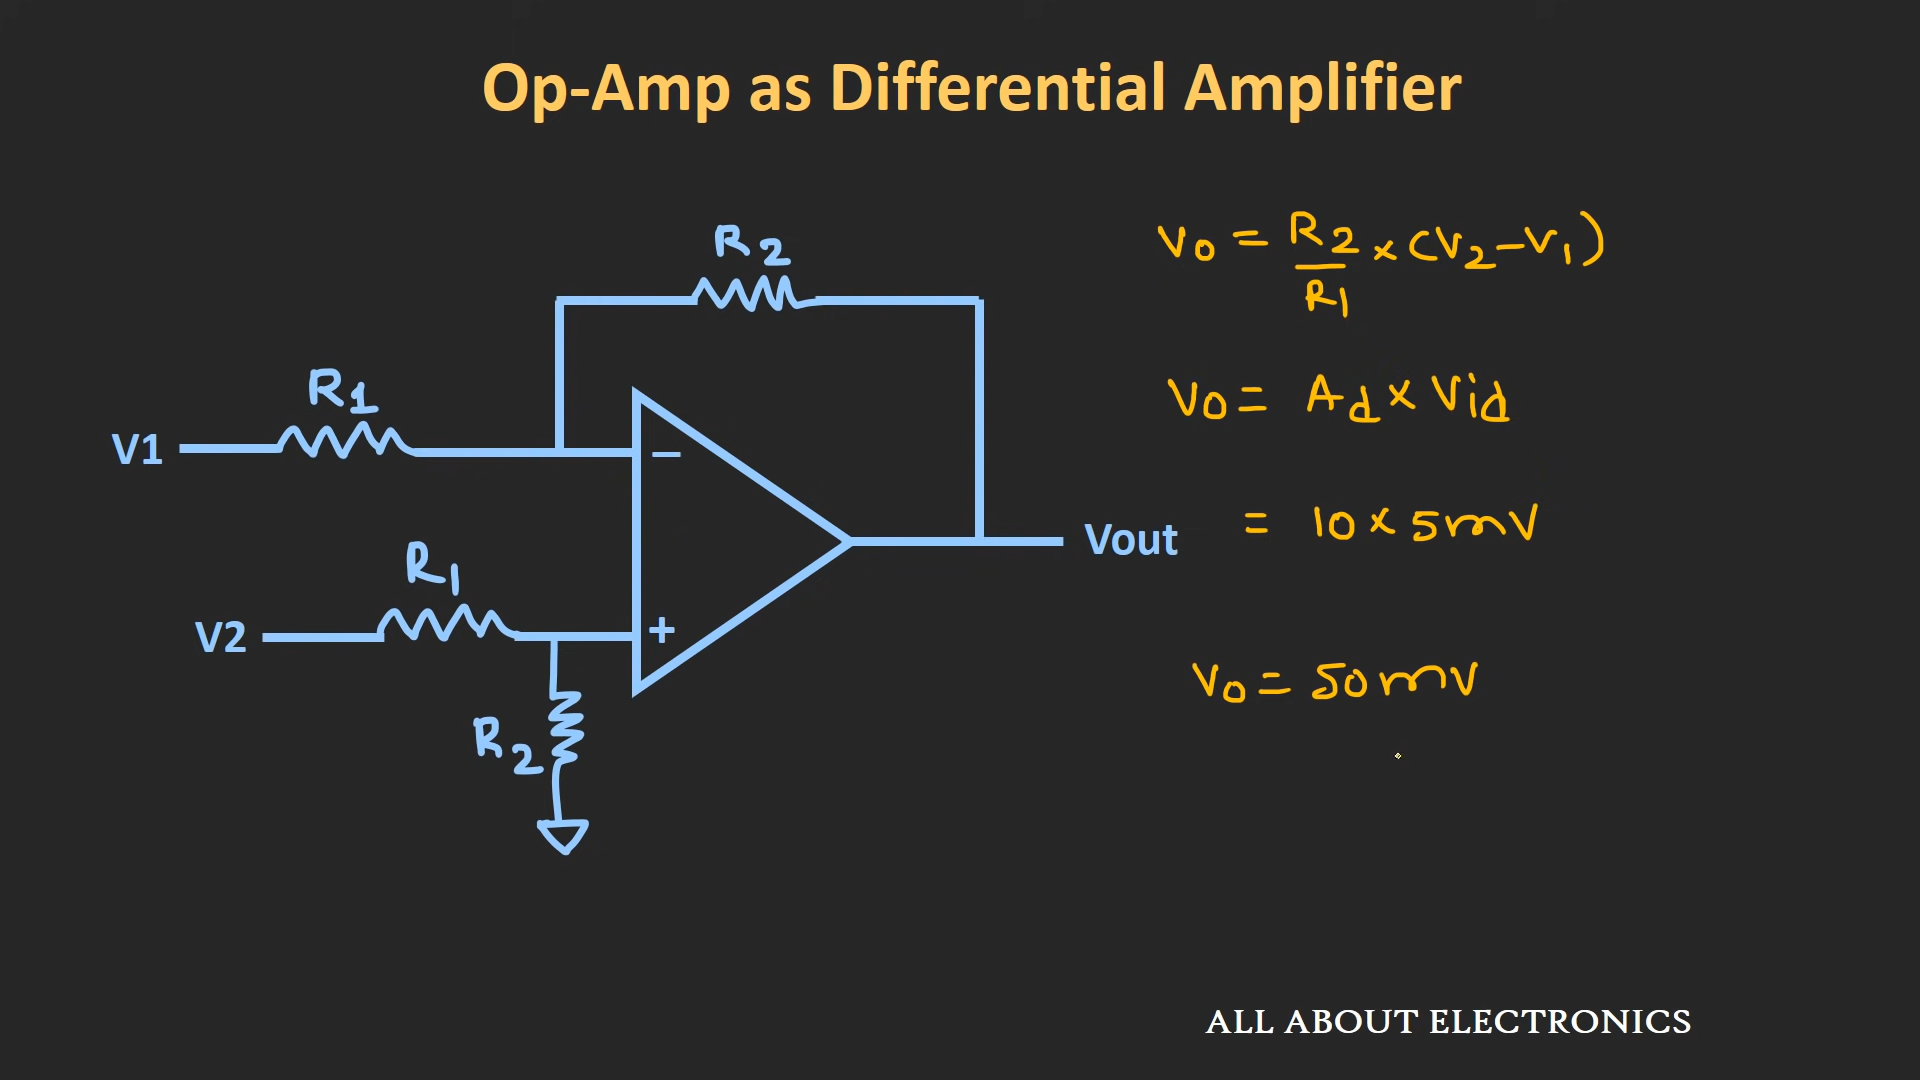 Op-Amp as Differential Amplifier
R2
R1
V1
−
R1
V2
+
R2
Vout
Vo = R2/R1 × (V2 − V1)
Vo = Ad × Vid
= 10 × 5mV
Vo = 50mV
ALL ABOUT ELECTRONICS